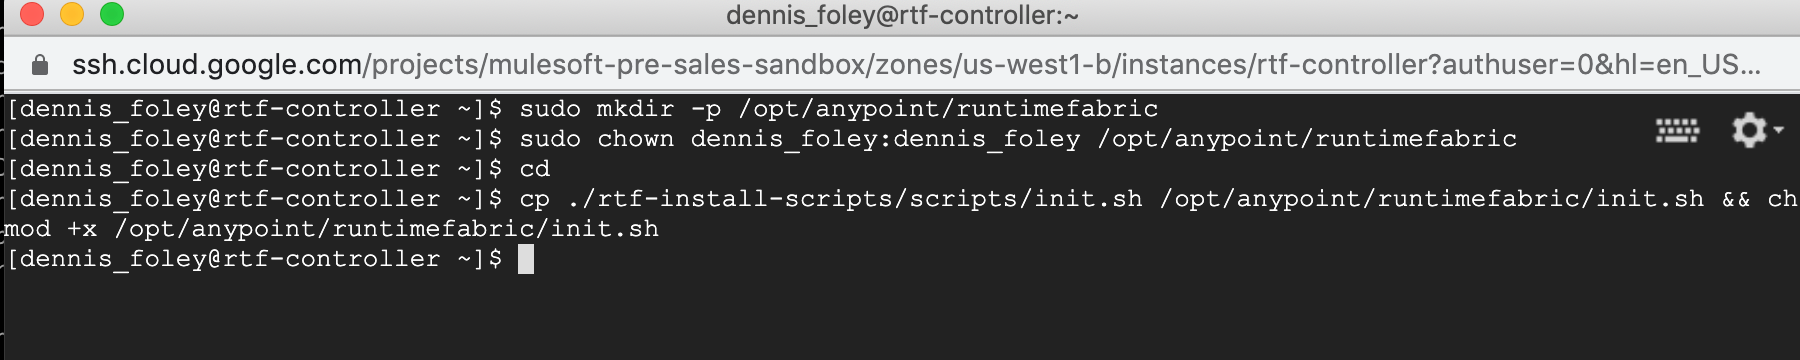 dennis_foley@rtf-controller:~
ssh.cloud.google.com/projects/mulesoft-pre-sales-sandbox/zones/us-west1-b/instances/rtf-controller?authuser=0&hl=en_US...
[dennis_foley@rtf-controller ~]$ sudo mkdir -p /opt/anypoint/runtimefabric
[dennis_foley@rtf-controller ~]$ sudo chown dennis_foley:dennis_foley /opt/anypoint/runtimefabric
[dennis_foley@rtf-controller ~]$ cd
[dennis_foley@rtf-controller ~]$ cp ./rtf-install-scripts/scripts/init.sh /opt/anypoint/runtimefabric/init.sh && ch
mod +x /opt/anypoint/runtimefabric/init.sh
[dennis_foley@rtf-controller ~]$